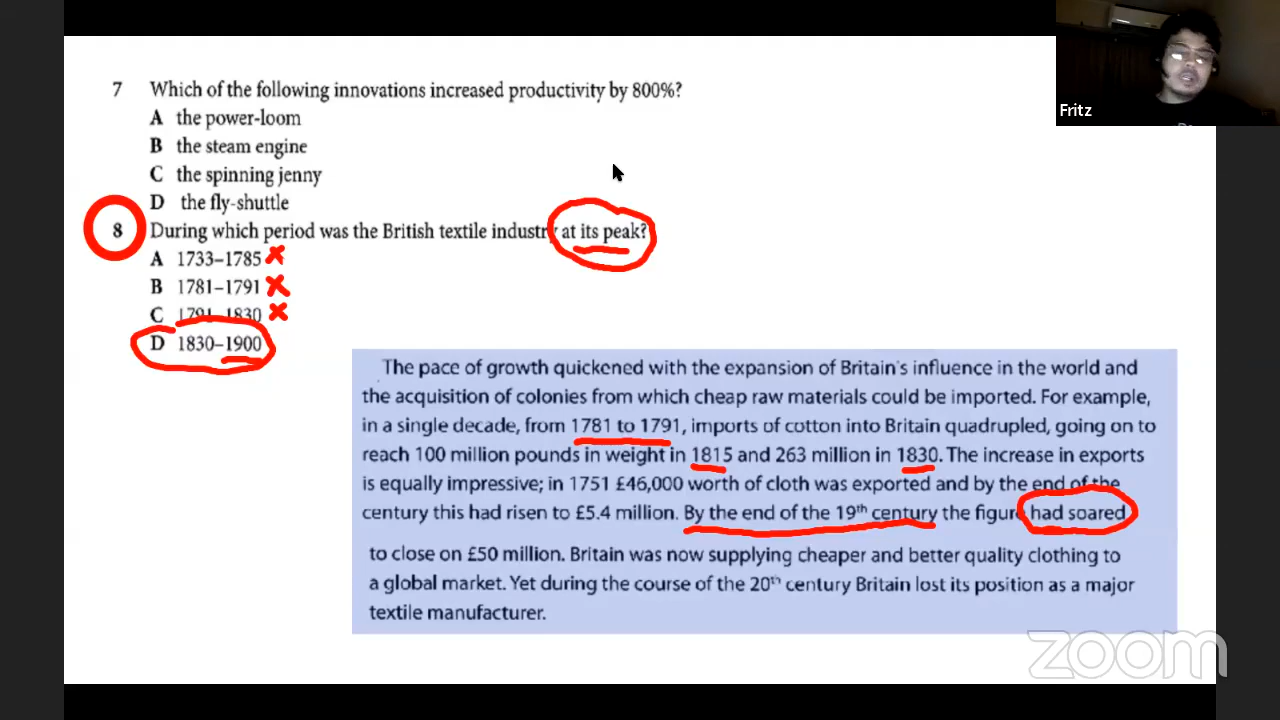 Fritz
7 Which of the following innovations increased productivity by 800%?
A the power-loom
B the steam engine
C the spinning jenny
D the fly-shuttle
8 During which period was the British textile industry at its peak?
A 1733–1785
B 1781–1791
C 1791–1830
D 1830–1900
The pace of growth quickened with the expansion of Britain's influence in the world and
the acquisition of colonies from which cheap raw materials could be imported. For example,
in a single decade, from 1781 to 1791, imports of cotton into Britain quadrupled, going on to
reach 100 million pounds in weight in 1815 and 263 million in 1830. The increase in exports
is equally impressive; in 1751 £46,000 worth of cloth was exported and by the end of the
century this had risen to £5.4 million. By the end of the 19th century the figure had soared
to close on £50 million. Britain was now supplying cheaper and better quality clothing to
a global market. Yet during the course of the 20th century Britain lost its position as a major
textile manufacturer.
zoom